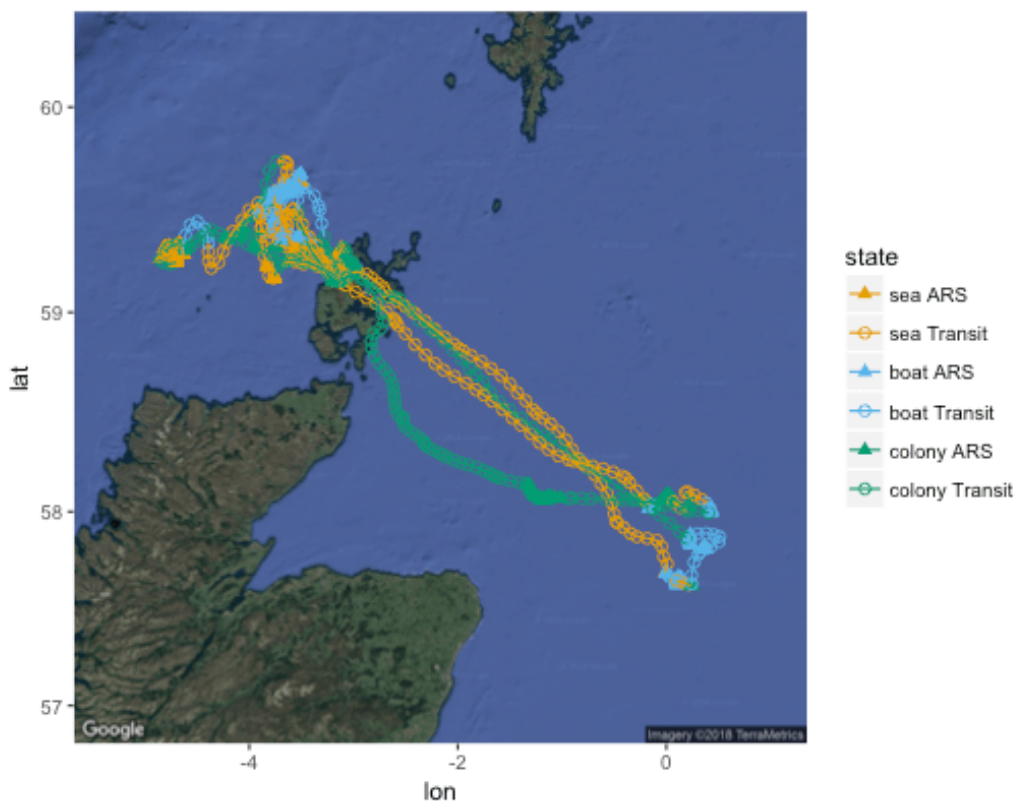 60
59
58
57
lat
-4
-2
0
lon
Google
Imagery ©2018 TerraMetrics
state
sea ARS
sea Transit
boat ARS
boat Transit
colony ARS
colony Transit